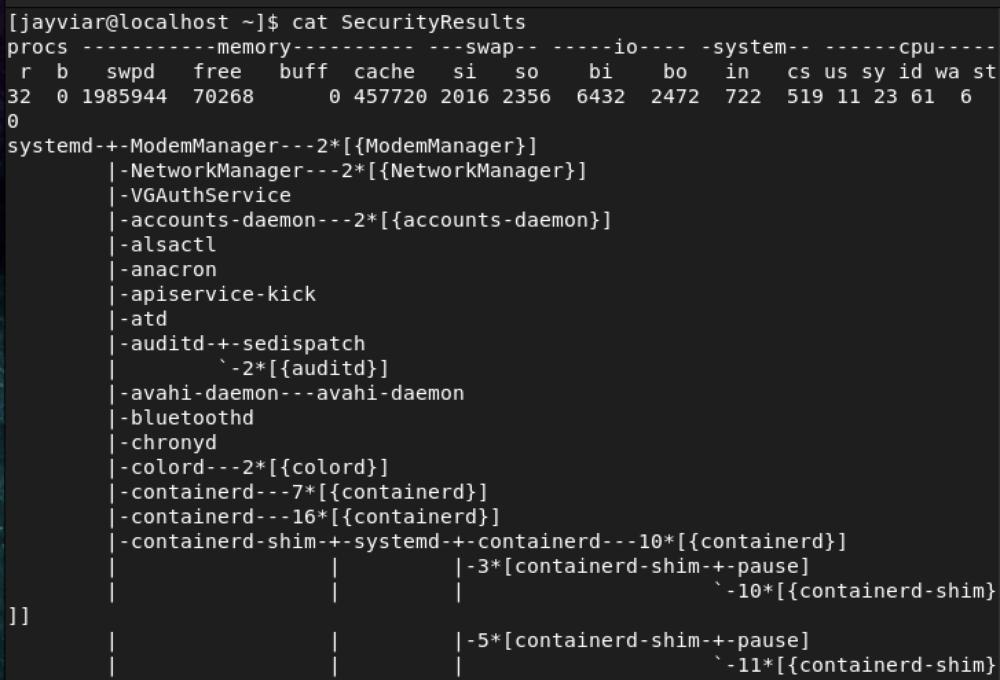 [jayviar@localhost ~]$ cat SecurityResults
procs -----------memory---------- ---swap-- -----io---- -system-- ------cpu-----
 r  b   swpd   free   buff  cache   si   so    bi    bo   in   cs us sy id wa st
32  0 1985944  70268      0 457720 2016 2356  6432  2472  722  519 11 23 61  6
0
systemd-+-ModemManager---2*[{ModemManager}]
        |-NetworkManager---2*[{NetworkManager}]
        |-VGAuthService
        |-accounts-daemon---2*[{accounts-daemon}]
        |-alsactl
        |-anacron
        |-apiservice-kick
        |-atd
        |-auditd-+-sedispatch
        |        `-2*[{auditd}]
        |-avahi-daemon---avahi-daemon
        |-bluetoothd
        |-chronyd
        |-colord---2*[{colord}]
        |-containerd---7*[{containerd}]
        |-containerd---16*[{containerd}]
        |-containerd-shim-+-systemd-+-containerd---10*[{containerd}]
        |                 |         |-3*[containerd-shim-+-pause]
        |                 |         |                    `-10*[{containerd-shim}
]]
        |                 |         |-5*[containerd-shim-+-pause]
        |                 |         |                    `-11*[{containerd-shim}